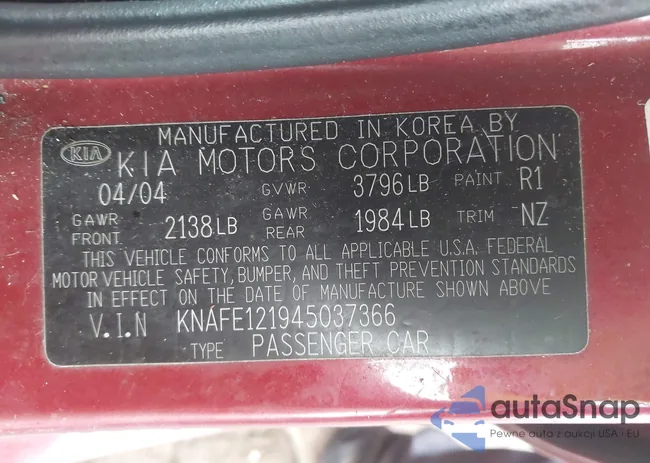 MANUFACTURED IN KOREA BY
KIA KIA MOTORS CORPORATION
04/04 GVWR 3796LB PAINT R1
GAWR FRONT 2138LB GAWR REAR 1984LB TRIM NZ
THIS VEHICLE CONFORMS TO ALL APPLICABLE U.S.A. FEDERAL
MOTOR VEHICLE SAFETY, BUMPER, AND THEFT PREVENTION STANDARDS
IN EFFECT ON THE DATE OF MANUFACTURE SHOWN ABOVE
V.I.N KNAFE121945037366
TYPE PASSENGER CAR
autoSnap
Pewne auto z aukcji USA, EU